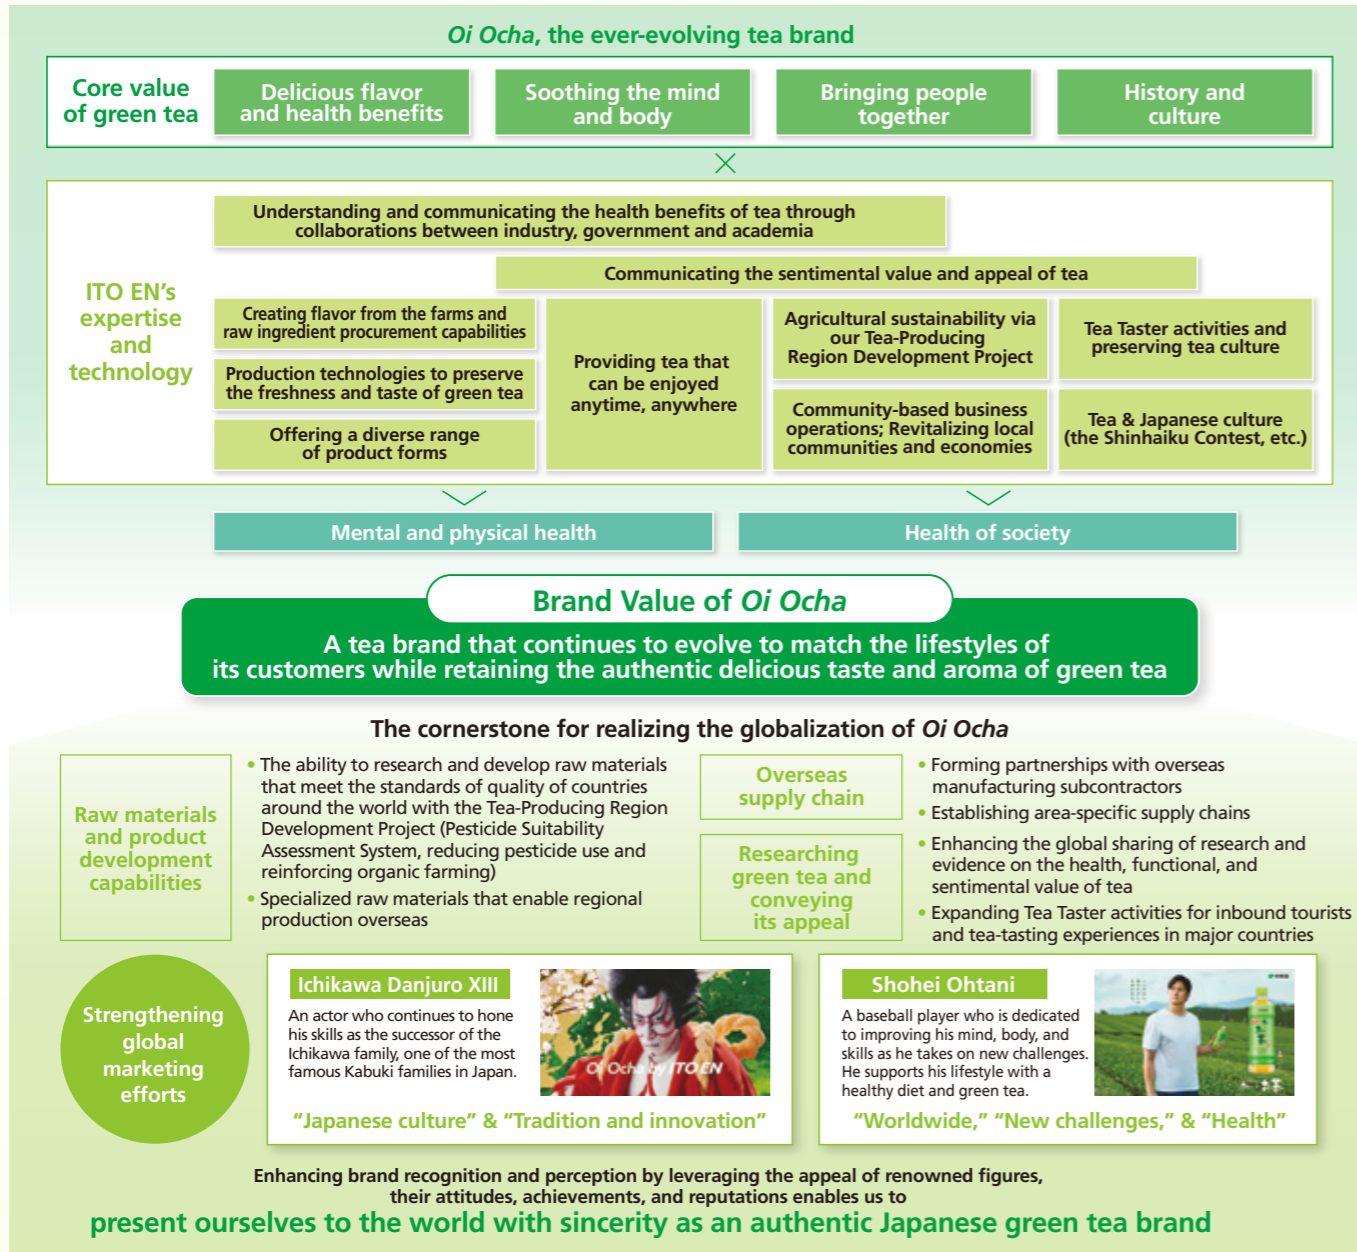 Oi Ocha, the ever-evolving tea brand
Core value
of green tea
Delicious flavor
and health benefits
Soothing the mind
and body
Bringing people
together
History and
culture
×
ITO EN’s
expertise
and
technology
Understanding and communicating the health benefits of tea through
collaborations between industry, government and academia
Communicating the sentimental value and appeal of tea
Creating flavor from the farms and
raw ingredient procurement capabilities
Production technologies to preserve
the freshness and taste of green tea
Offering a diverse range
of product forms
Providing tea that
can be enjoyed
anytime, anywhere
Agricultural sustainability via
our Tea-Producing
Region Development Project
Community-based business
operations; Revitalizing local
communities and economies
Tea Taster activities and
preserving tea culture
Tea & Japanese culture
(the Shinhaiku Contest, etc.)
Mental and physical health
Health of society
Brand Value of Oi Ocha
A tea brand that continues to evolve to match the lifestyles of
its customers while retaining the authentic delicious taste and aroma of green tea
The cornerstone for realizing the globalization of Oi Ocha
Raw materials
and product
development
capabilities
• The ability to research and develop raw materials
that meet the standards of quality of countries
around the world with the Tea-Producing Region
Development Project (Pesticide Suitability
Assessment System, reducing pesticide use and
reinforcing organic farming)
• Specialized raw materials that enable regional
production overseas
Overseas
supply chain
• Forming partnerships with overseas
manufacturing subcontractors
• Establishing area-specific supply chains
Researching
green tea and
conveying
its appeal
• Enhancing the global sharing of research and
evidence on the health, functional, and
sentimental value of tea
• Expanding Tea Taster activities for inbound tourists
and tea-tasting experiences in major countries
Strengthening
global
marketing
efforts
Ichikawa Danjuro XIII
An actor who continues to hone
his skills as the successor of the
Ichikawa family, one of the most
famous Kabuki families in Japan.
Oi Ocha by ITO EN
“Japanese culture” & “Tradition and innovation”
Shohei Ohtani
A baseball player who is dedicated
to improving his mind, body, and
skills as he takes on new challenges.
He supports his lifestyle with a
healthy diet and green tea.
“Worldwide,” “New challenges,” & “Health”
Enhancing brand recognition and perception by leveraging the appeal of renowned figures,
their attitudes, achievements, and reputations enables us to
present ourselves to the world with sincerity as an authentic Japanese green tea brand